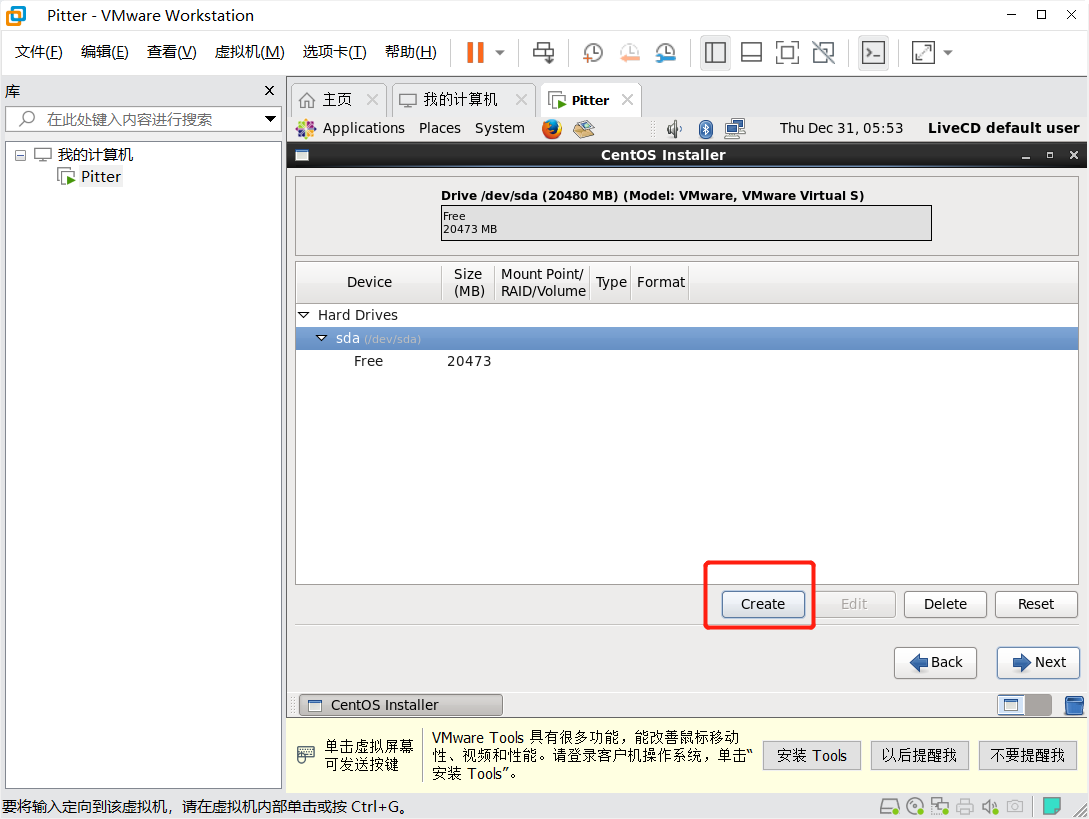 Pitter - VMware Workstation
文件(F) 编辑(E) 查看(V) 虚拟机(M) 选项卡(T) 帮助(H)
库
在此处键入内容进行搜索
我的计算机
Pitter
主页 我的计算机 Pitter
Applications Places System Thu Dec 31, 05:53 LiveCD default user
CentOS Installer
Drive /dev/sda (20480 MB) (Model: VMware, VMware Virtual S)
Free
20473 MB
Device Size (MB) Mount Point/ RAID/Volume Type Format
Hard Drives
sda (/dev/sda)
Free 20473
Create Edit Delete Reset
Back Next
CentOS Installer
单击虚拟屏幕
可发送按键
VMware Tools 具有很多功能，能改善鼠标移动
性、视频和性能。请登录客户机操作系统，单击“
安装 Tools”。
安装 Tools 以后提醒我 不要提醒我
要将输入定向到该虚拟机，请在虚拟机内部单击或按 Ctrl+G。